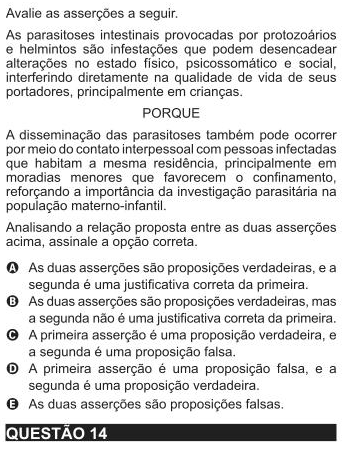 Avalie as asserções a seguir.
As parasitoses intestinais provocadas por protozoários
e helmintos são infestações que podem desencadear
alterações no estado físico, psicossomático e social,
interferindo diretamente na qualidade de vida de seus
portadores, principalmente em crianças.
PORQUE
A disseminação das parasitoses também pode ocorrer
por meio do contato interpessoal com pessoas infectadas
que habitam a mesma residência, principalmente em
moradias menores que favorecem o confinamento,
reforçando a importância da investigação parasitária na
população materno-infantil.
Analisando a relação proposta entre as duas asserções
acima, assinale a opção correta.
A As duas asserções são proposições verdadeiras, e a
segunda é uma justificativa correta da primeira.
B As duas asserções são proposições verdadeiras, mas
a segunda não é uma justificativa correta da primeira.
C A primeira asserção é uma proposição verdadeira, e
a segunda é uma proposição falsa.
D A primeira asserção é uma proposição falsa, e a
segunda é uma proposição verdadeira.
E As duas asserções são proposições falsas.
QUESTÃO 14